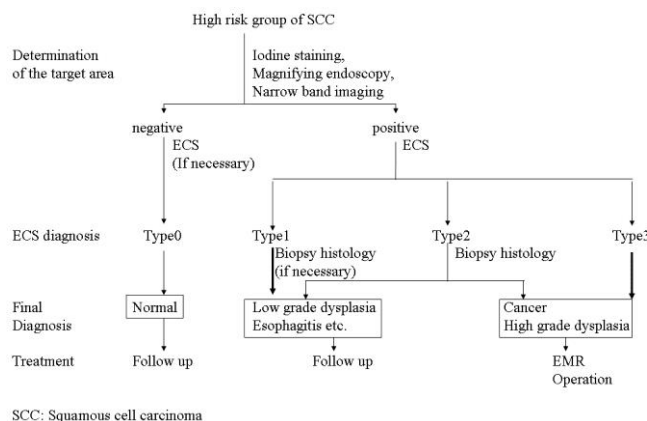 High risk group of SCC
Determination
of the target area
Iodine staining,
Magnifying endoscopy,
Narrow band imaging
negative
positive
ECS
(If necessary)
ECS
ECS diagnosis
Type0
Type1
Type2
Type3
Biopsy histology
(if necessary)
Biopsy histology
Final
Diagnosis
Normal
Low grade dysplasia
Esophagitis etc.
Cancer
High grade dysplasia
Treatment
Follow up
Follow up
EMR
Operation
SCC: Squamous cell carcinoma